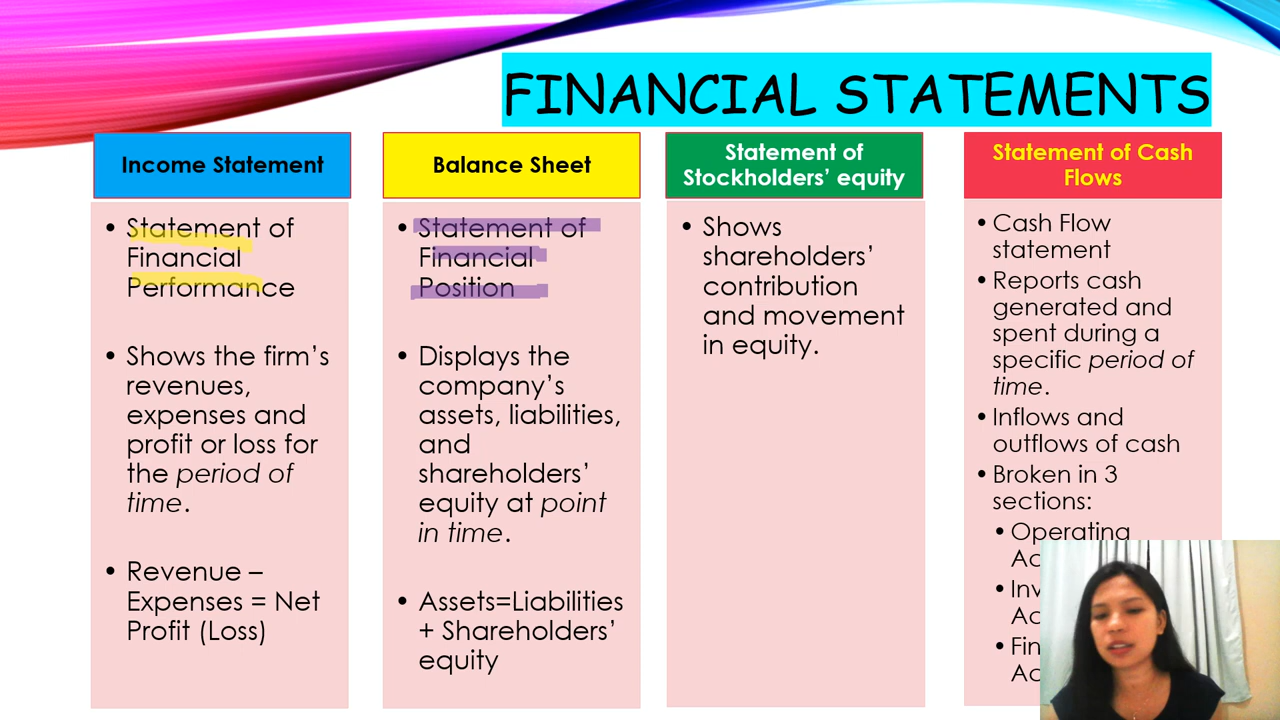 FINANCIAL STATEMENTS
Income Statement
• Statement of
Financial
Performance
• Shows the firm’s
revenues,
expenses and
profit or loss for
the period of
time.
• Revenue –
Expenses = Net
Profit (Loss)
Balance Sheet
• Statement of
Financial
Position
• Displays the
company’s
assets, liabilities,
and
shareholders’
equity at point
in time.
• Assets=Liabilities
+ Shareholders’
equity
Statement of
Stockholders’ equity
• Shows
shareholders’
contribution
and movement
in equity.
Statement of Cash
Flows
• Cash Flow
statement
• Reports cash
generated and
spent during a
specific period of
time.
• Inflows and
outflows of cash
• Broken in 3
sections:
• Operating